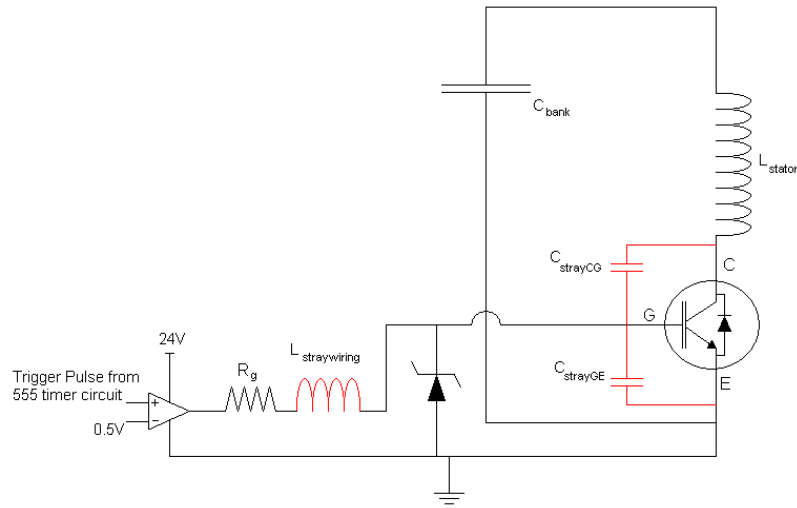 C bank
L stator
C strayCG
C
G
C strayGE
E
24V
L straywiring
R g
Trigger Pulse from
555 timer circuit
0.5V
+
−